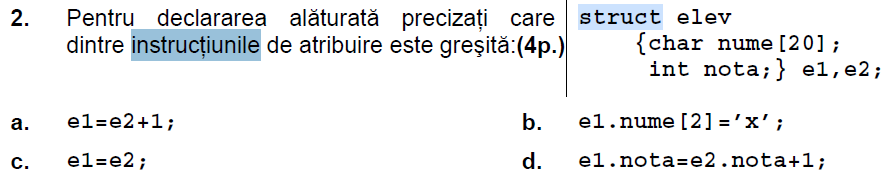 2. Pentru declararea alăturată precizați care
dintre instrucțiunile de atribuire este greşită:(4p.)
struct elev
{char nume[20];
int nota;} e1,e2;
a. e1=e2+1;
b. e1.nume[2]=’x’;
c. e1=e2;
d. e1.nota=e2.nota+1;